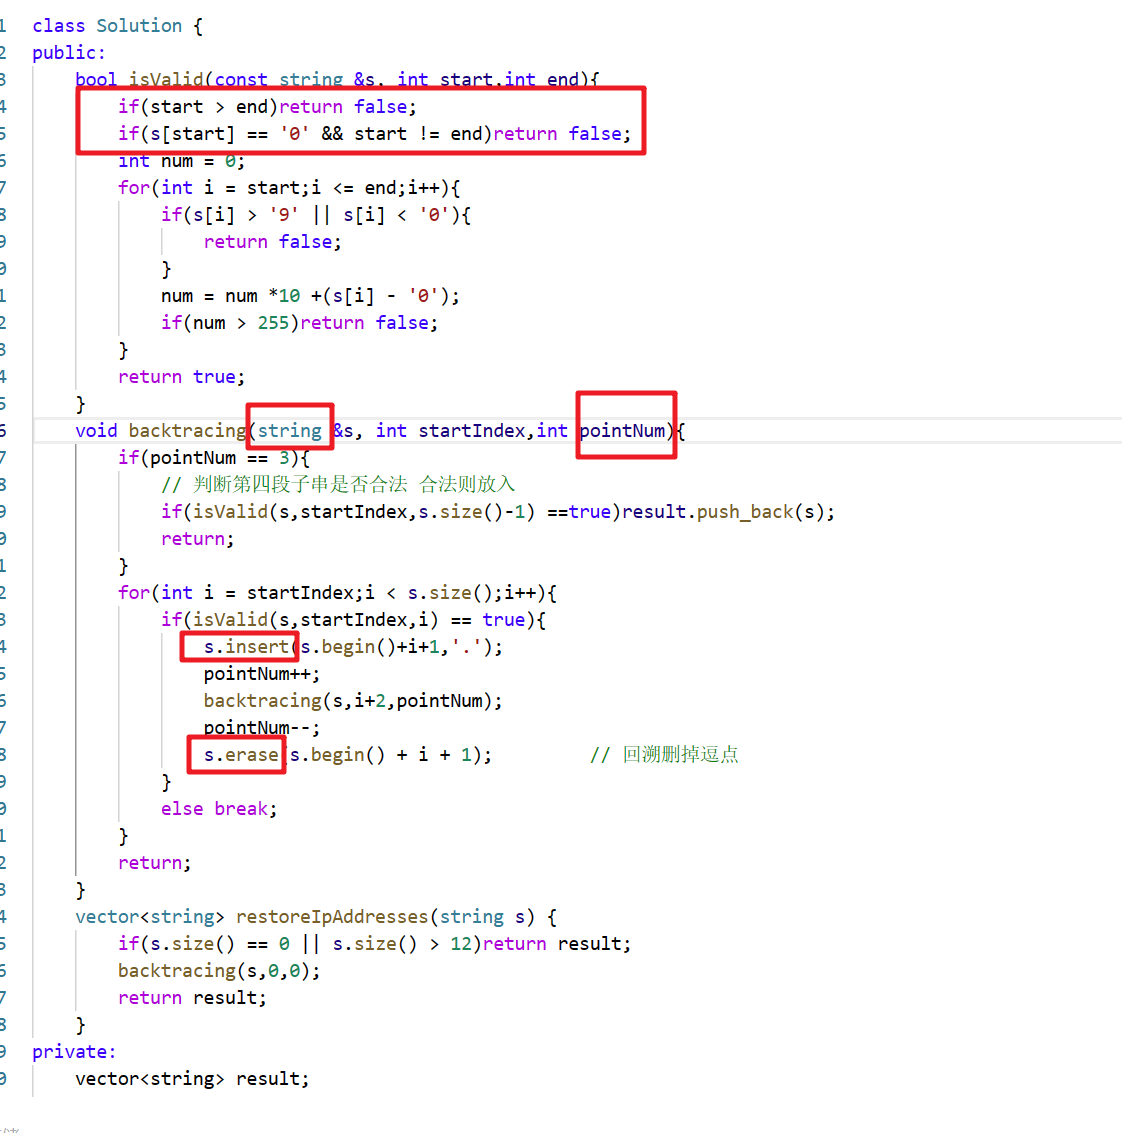 1 class Solution {
2 public:
3 bool isValid(const string &s, int start,int end){
4 if(start > end)return false;
5 if(s[start] == '0' && start != end)return false;
6 int num = 0;
7 for(int i = start;i <= end;i++){
8 if(s[i] > '9' || s[i] < '0'){
9 return false;
0 }
1 num = num *10 +(s[i] - '0');
2 if(num > 255)return false;
3 }
4 return true;
5 }
6 void backtracing(string &s, int startIndex,int pointNum){
7 if(pointNum == 3){
8 // 判断第四段子串是否合法 合法则放入
9 if(isValid(s,startIndex,s.size()-1) ==true)result.push_back(s);
0 return;
1 }
2 for(int i = startIndex;i < s.size();i++){
3 if(isValid(s,startIndex,i) == true){
4 s.insert(s.begin()+i+1,'.');
5 pointNum++;
6 backtracing(s,i+2,pointNum);
7 pointNum--;
8 s.erase(s.begin() + i + 1); // 回溯删掉逗点
9 }
0 else break;
1 }
2 return;
3 }
4 vector<string> restoreIpAddresses(string s) {
5 if(s.size() == 0 || s.size() > 12)return result;
6 backtracing(s,0,0);
7 return result;
8 }
9 private:
0 vector<string> result;